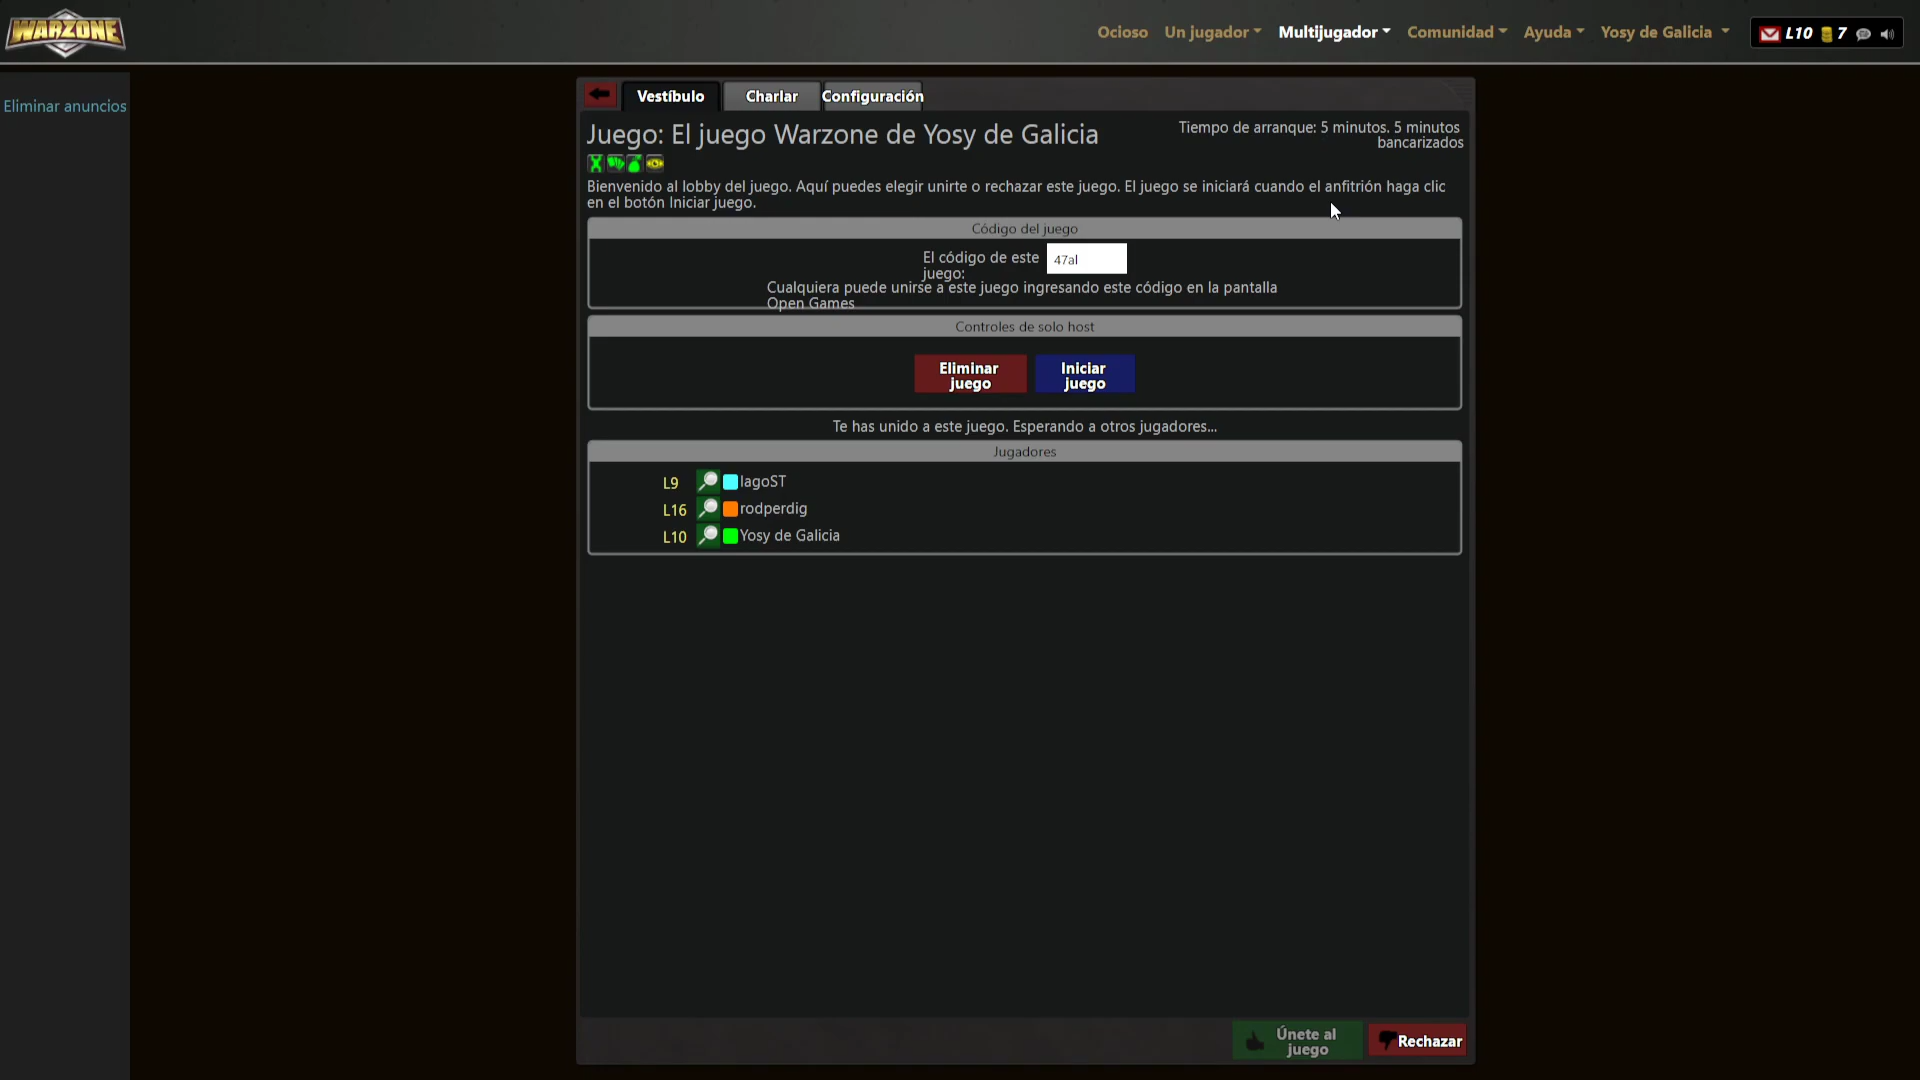 WARZONE
Ocioso Un jugador Multijugador Comunidad Ayuda Yosy de Galicia L10 7
Eliminar anuncios
Vestíbulo Charlar Configuración
Juego: El juego Warzone de Yosy de Galicia
Tiempo de arranque: 5 minutos. 5 minutos
bancarizados
Bienvenido al lobby del juego. Aquí puedes elegir unirte o rechazar este juego. El juego se iniciará cuando el anfitrión haga clic
en el botón Iniciar juego.
Código del juego
El código de este
juego:
47al
Cualquiera puede unirse a este juego ingresando este código en la pantalla
Open Games
Controles de solo host
Eliminar
juego
Iniciar
juego
Te has unido a este juego. Esperando a otros jugadores...
Jugadores
L9 IagoST
L16 rodperdig
L10 Yosy de Galicia
Únete al
juego
Rechazar